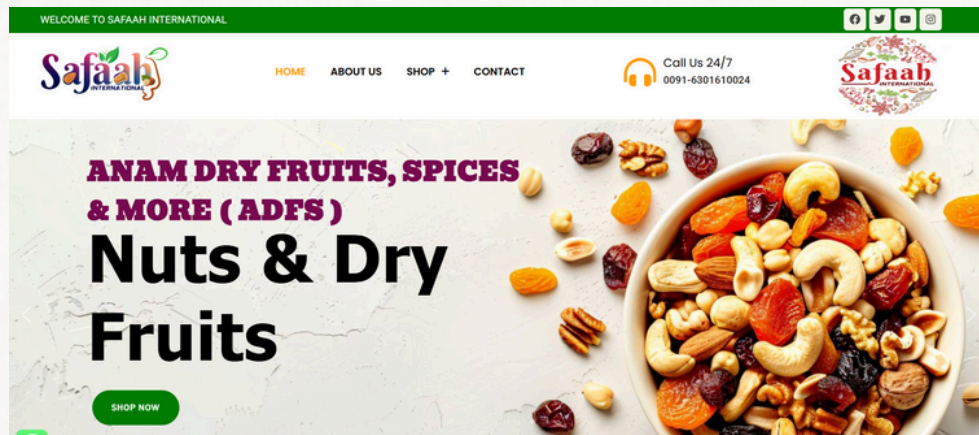 WELCOME TO SAFAAH INTERNATIONAL
Safaah
INTERNATIONAL
HOME ABOUT US SHOP + CONTACT
Call Us 24/7
0091-6301610024
Safaah
INTERNATIONAL
ANAM DRY FRUITS, SPICES
& MORE ( ADFS )
Nuts & Dry
Fruits
SHOP NOW